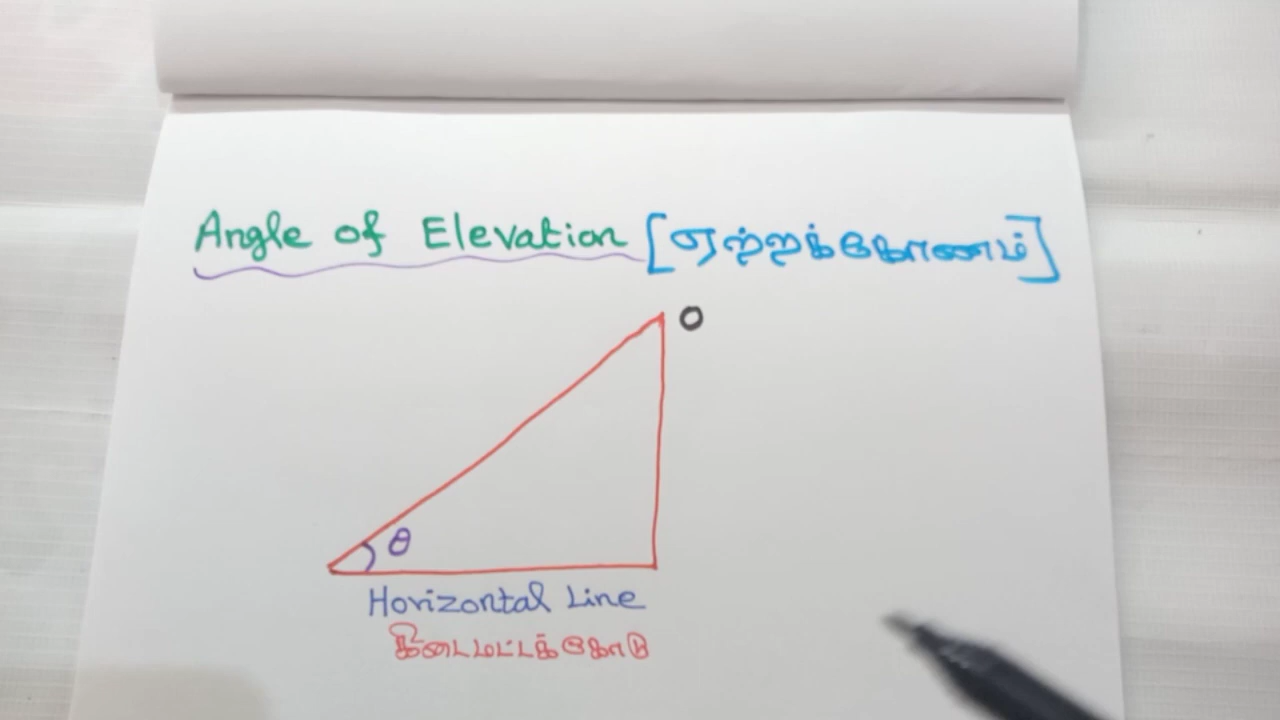 Angle of Elevation [ஏற்றக்கோணம்]
O
θ
Horizontal Line
கிடைமட்டக்கோடு